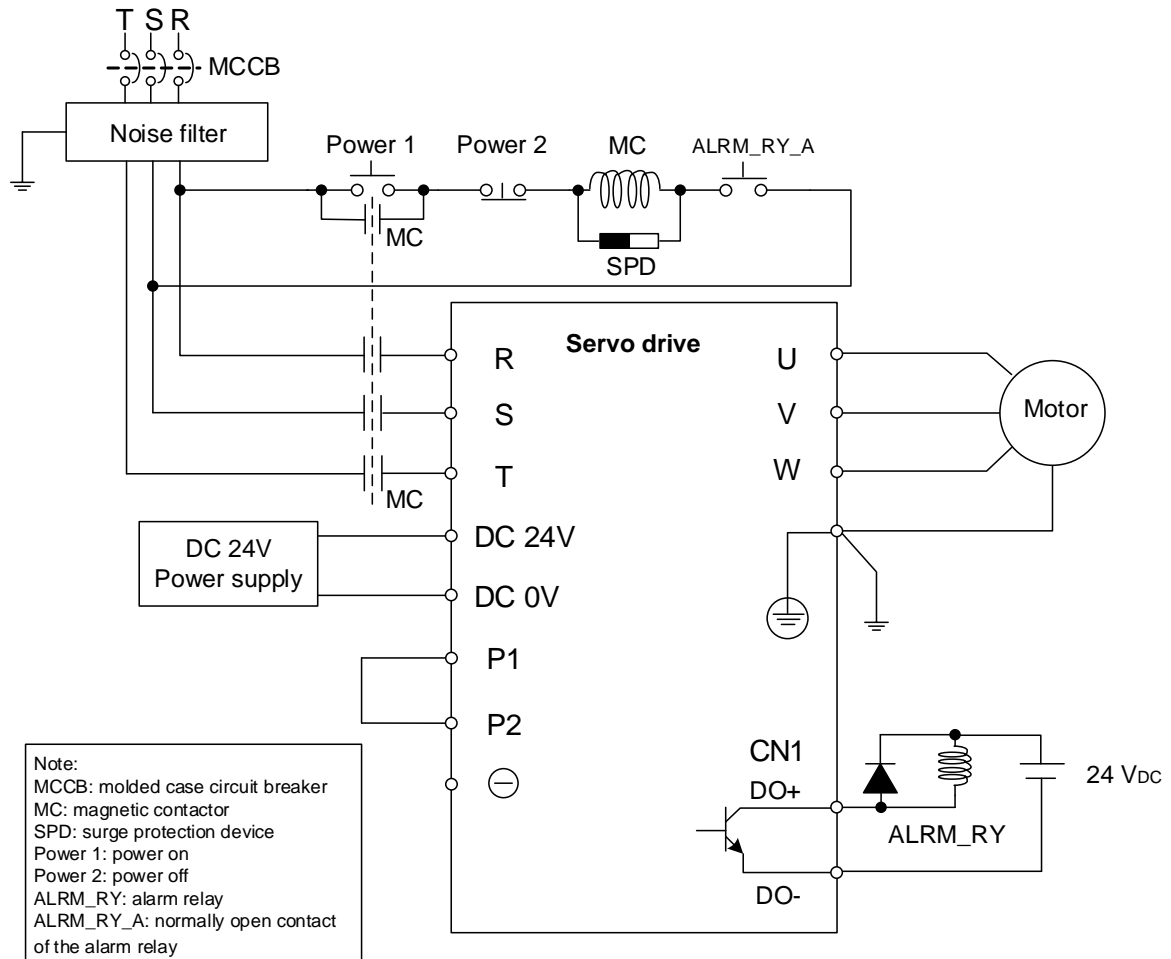 T S R
MCCB
Noise filter
Power 1
Power 2
MC
ALRM_RY_A
MC
SPD
Servo drive
R
U
S
V
Motor
T
W
MC
DC 24V
Power supply
DC 24V
DC 0V
P1
P2
CN1
DO+
24 VDC
ALRM_RY
DO-
Note:
MCCB: molded case circuit breaker
MC: magnetic contactor
SPD: surge protection device
Power 1: power on
Power 2: power off
ALRM_RY: alarm relay
ALRM_RY_A: normally open contact
of the alarm relay